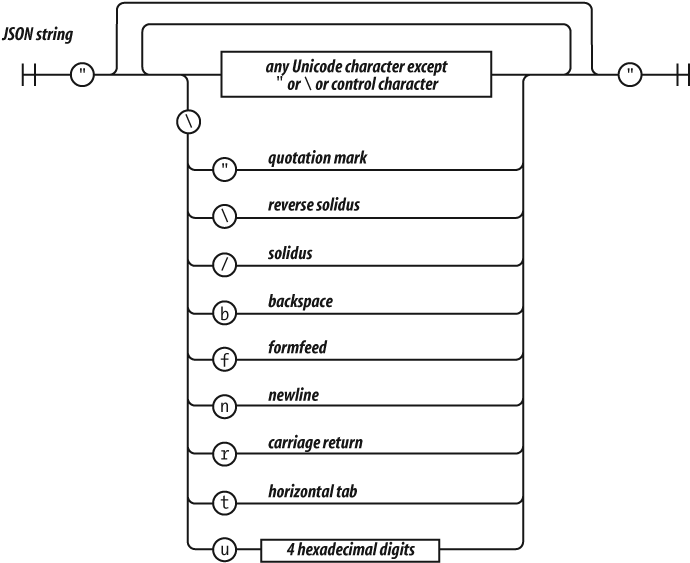 JSON string
"
any Unicode character except
" or \ or control character
"
\
" quotation mark
\ reverse solidus
/ solidus
b backspace
f formfeed
n newline
r carriage return
t horizontal tab
u 4 hexadecimal digits